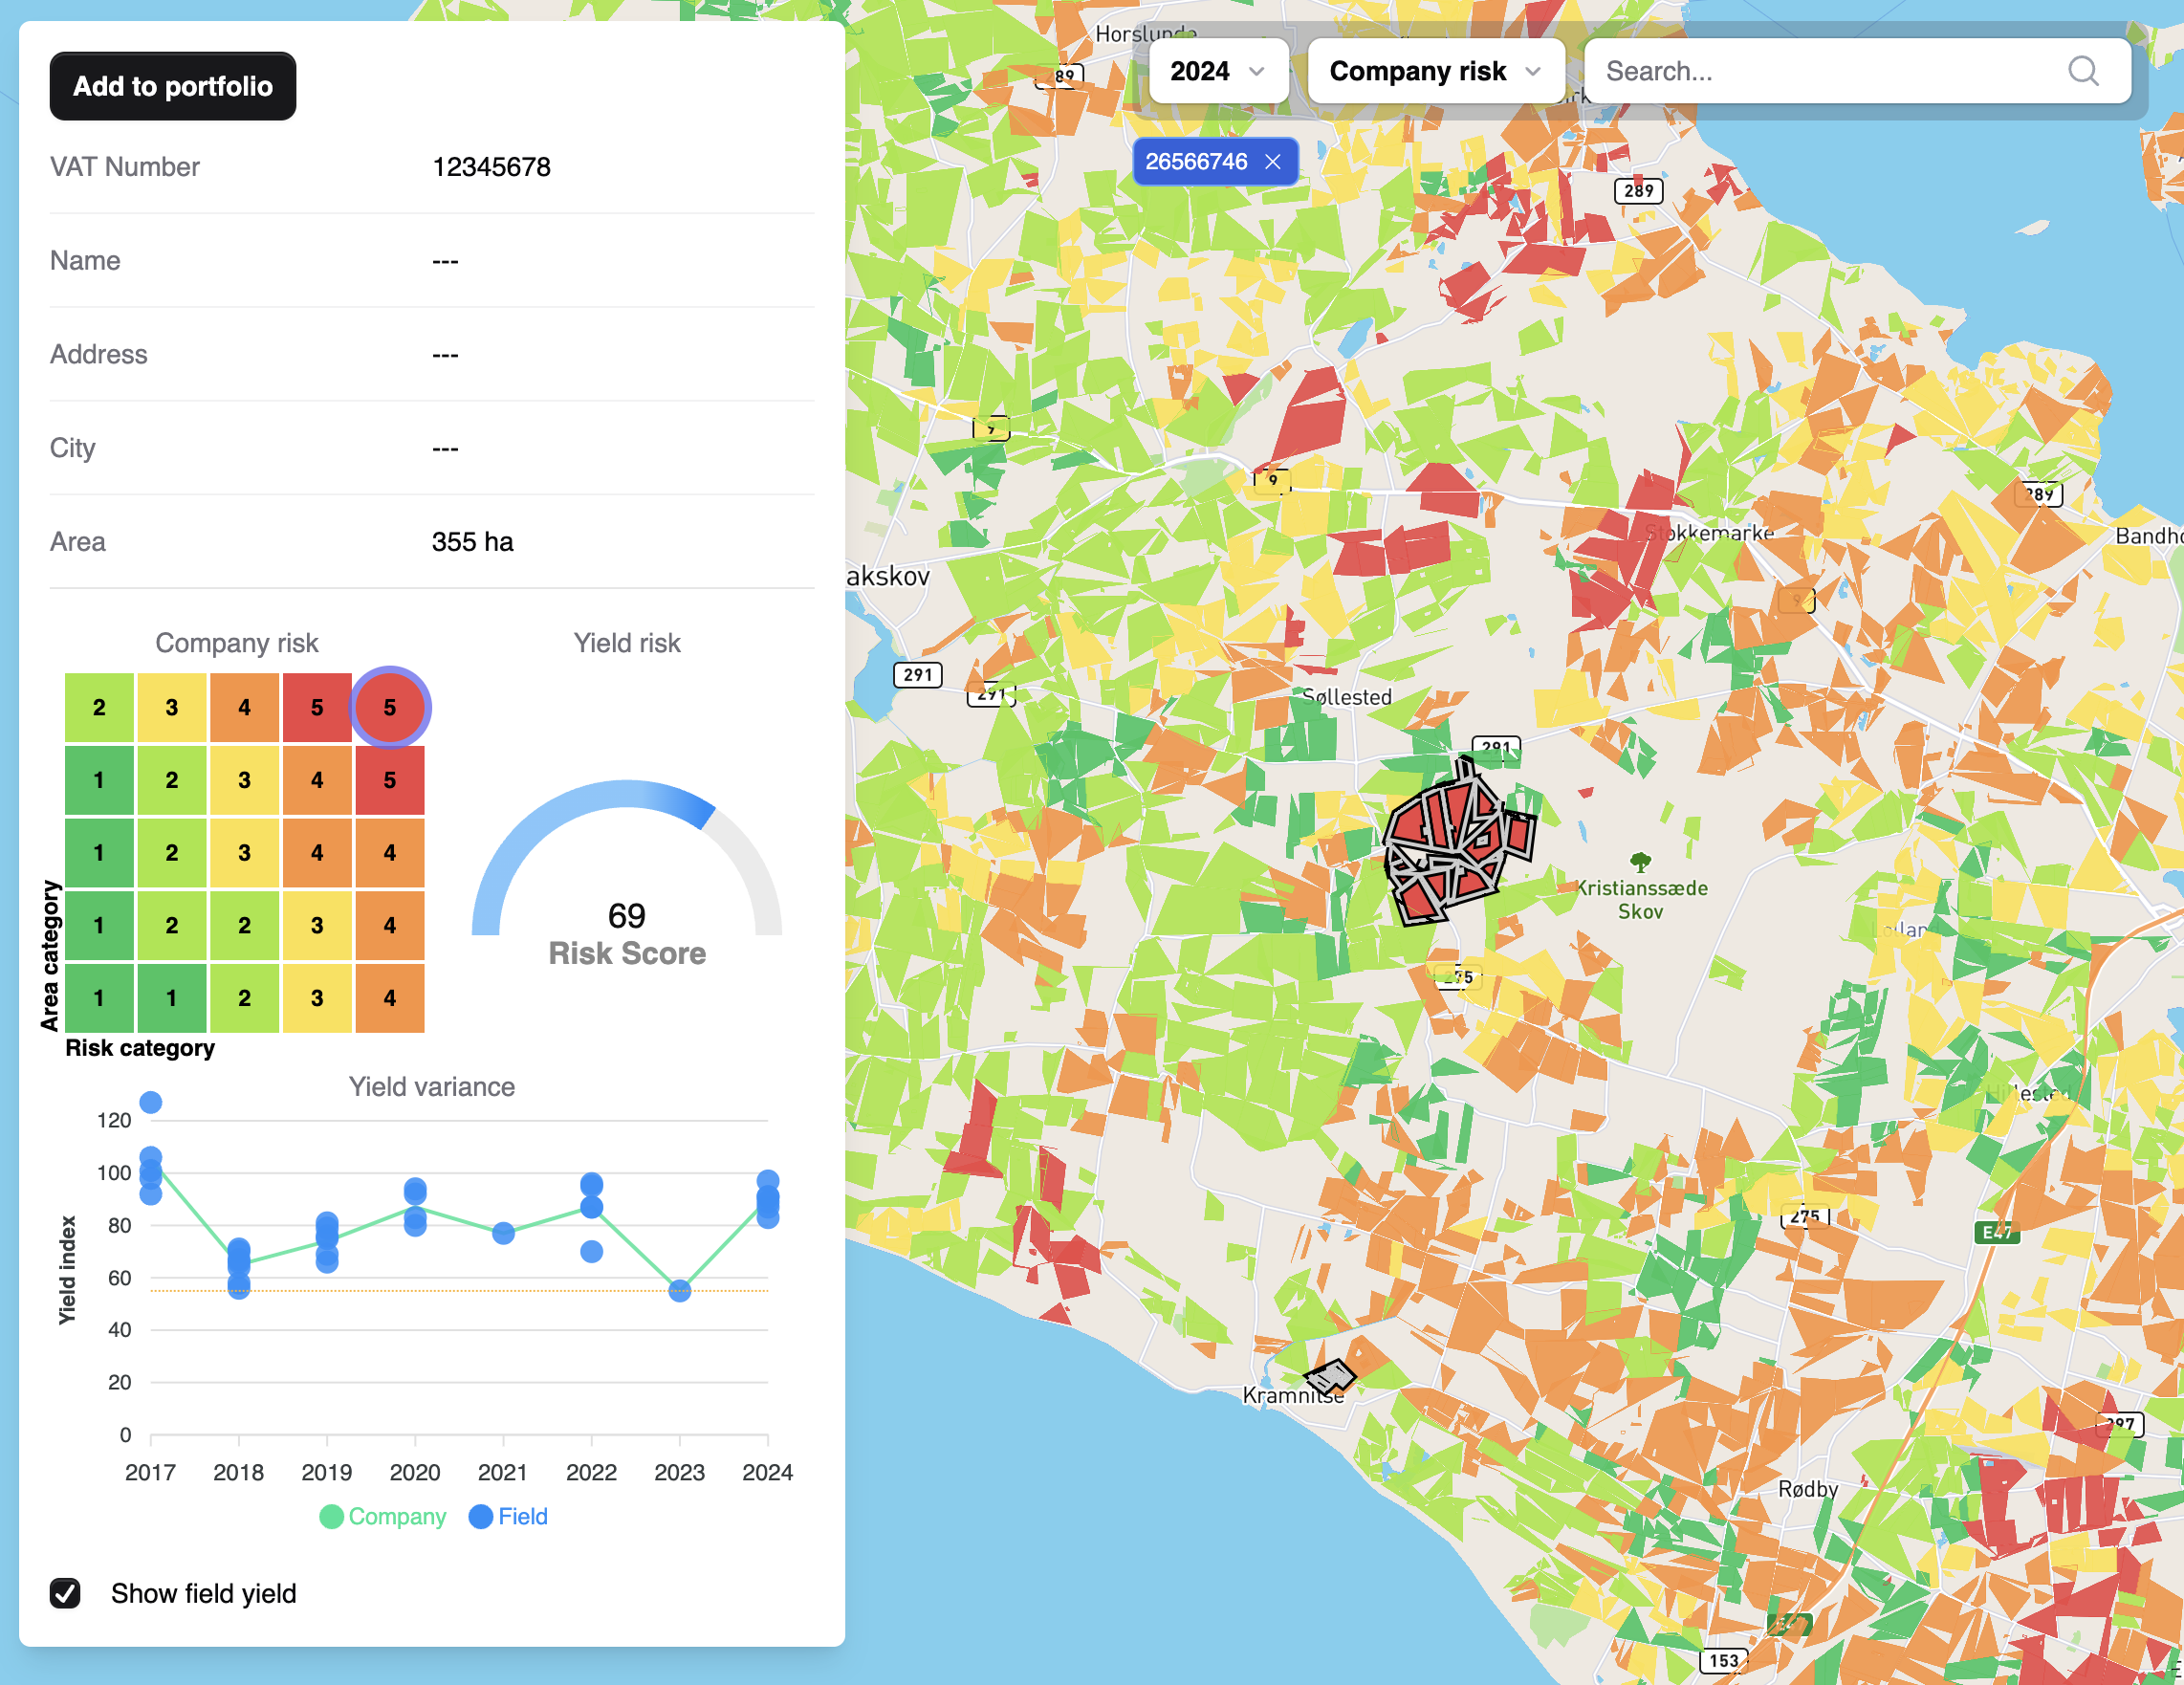 Add to portfolio
VAT Number 12345678
Name ---
Address ---
City ---
Area 355 ha
Company risk
2 3 4 5 5
1 2 3 4 5
1 2 3 4 4
1 2 2 3 4
1 1 2 3 4
Area category
Risk category
Yield risk
69
Risk Score
Yield variance
Yield index
120
100
80
60
40
20
0
2017 2018 2019 2020 2021 2022 2023 2024
Company Field
Show field yield
2024
Company risk
Search...
26566746
Horslunde
289
9
9
289
Stokkemarke
Bandho
akskov
9
291
291
Søllested
291
Kristianssæde
Skov
Lolland
275
Hillested
275
E47
Kramnitse
297
Rødby
E47
153